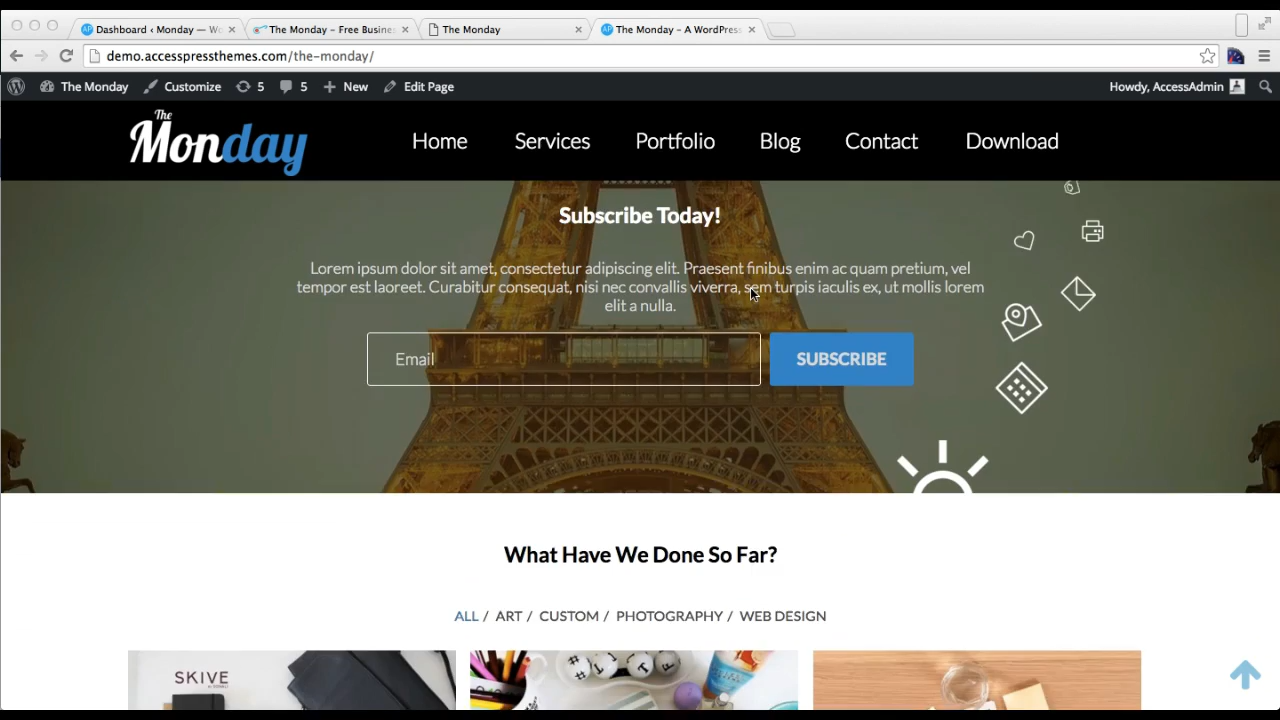 Dashboard ‹ Monday — Wo
The Monday – Free Busines
The Monday
The Monday – A WordPress
demo.accesspressthemes.com/the-monday/
The Monday
Customize
5
5
New
Edit Page
Howdy, AccessAdmin
The Monday
Home
Services
Portfolio
Blog
Contact
Download
Subscribe Today!
Lorem ipsum dolor sit amet, consectetur adipiscing elit. Praesent finibus enim ac quam pretium, vel
tempor est laoreet. Curabitur consequat, nisi nec convallis viverra, sem turpis iaculis ex, ut mollis lorem
elit a nulla.
Email
SUBSCRIBE
What Have We Done So Far?
ALL / ART / CUSTOM / PHOTOGRAPHY / WEB DESIGN
SKIVE